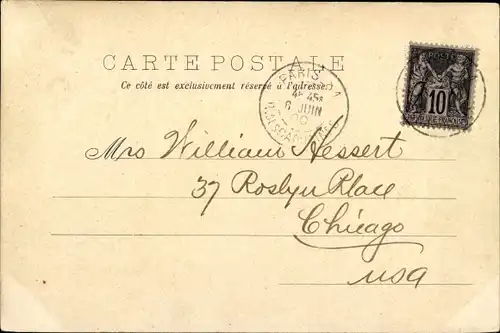 CARTE POSTALE
Ce côté est exclusivement réservé à l'adresse
PARIS
6 JUIN
POSTE
10
Mrs William Hessert
37 Roslyn Place
Chicago
USA